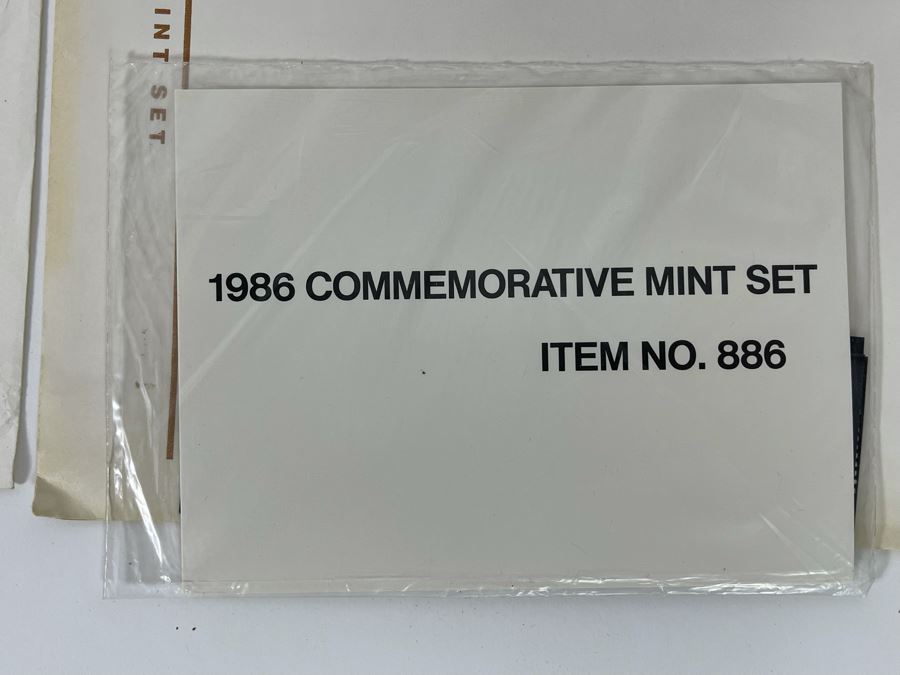 INT SET
1986 COMMEMORATIVE MINT SET
ITEM NO. 886